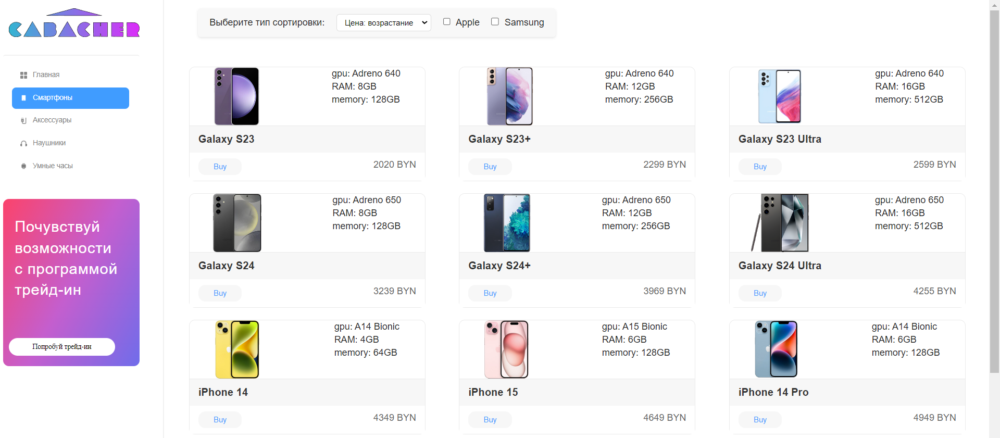 CABACHER
Выберите тип сортировки: Цена: возрастание Apple Samsung
Главная
Смартфоны
Аксессуары
Наушники
Умные часы
Почувствуй
возможности
с программой
трейд-ин
Попробуй трейд-ин
gpu: Adreno 640
RAM: 8GB
memory: 128GB
Galaxy S23
Buy 2020 BYN
gpu: Adreno 640
RAM: 12GB
memory: 256GB
Galaxy S23+
Buy 2299 BYN
gpu: Adreno 640
RAM: 16GB
memory: 512GB
Galaxy S23 Ultra
Buy 2599 BYN
gpu: Adreno 650
RAM: 8GB
memory: 128GB
Galaxy S24
Buy 3239 BYN
gpu: Adreno 650
RAM: 12GB
memory: 256GB
Galaxy S24+
Buy 3969 BYN
gpu: Adreno 650
RAM: 16GB
memory: 512GB
Galaxy S24 Ultra
Buy 4255 BYN
gpu: A14 Bionic
RAM: 4GB
memory: 64GB
iPhone 14
Buy 4349 BYN
gpu: A15 Bionic
RAM: 6GB
memory: 128GB
iPhone 15
Buy 4649 BYN
gpu: A14 Bionic
RAM: 6GB
memory: 128GB
iPhone 14 Pro
Buy 4949 BYN